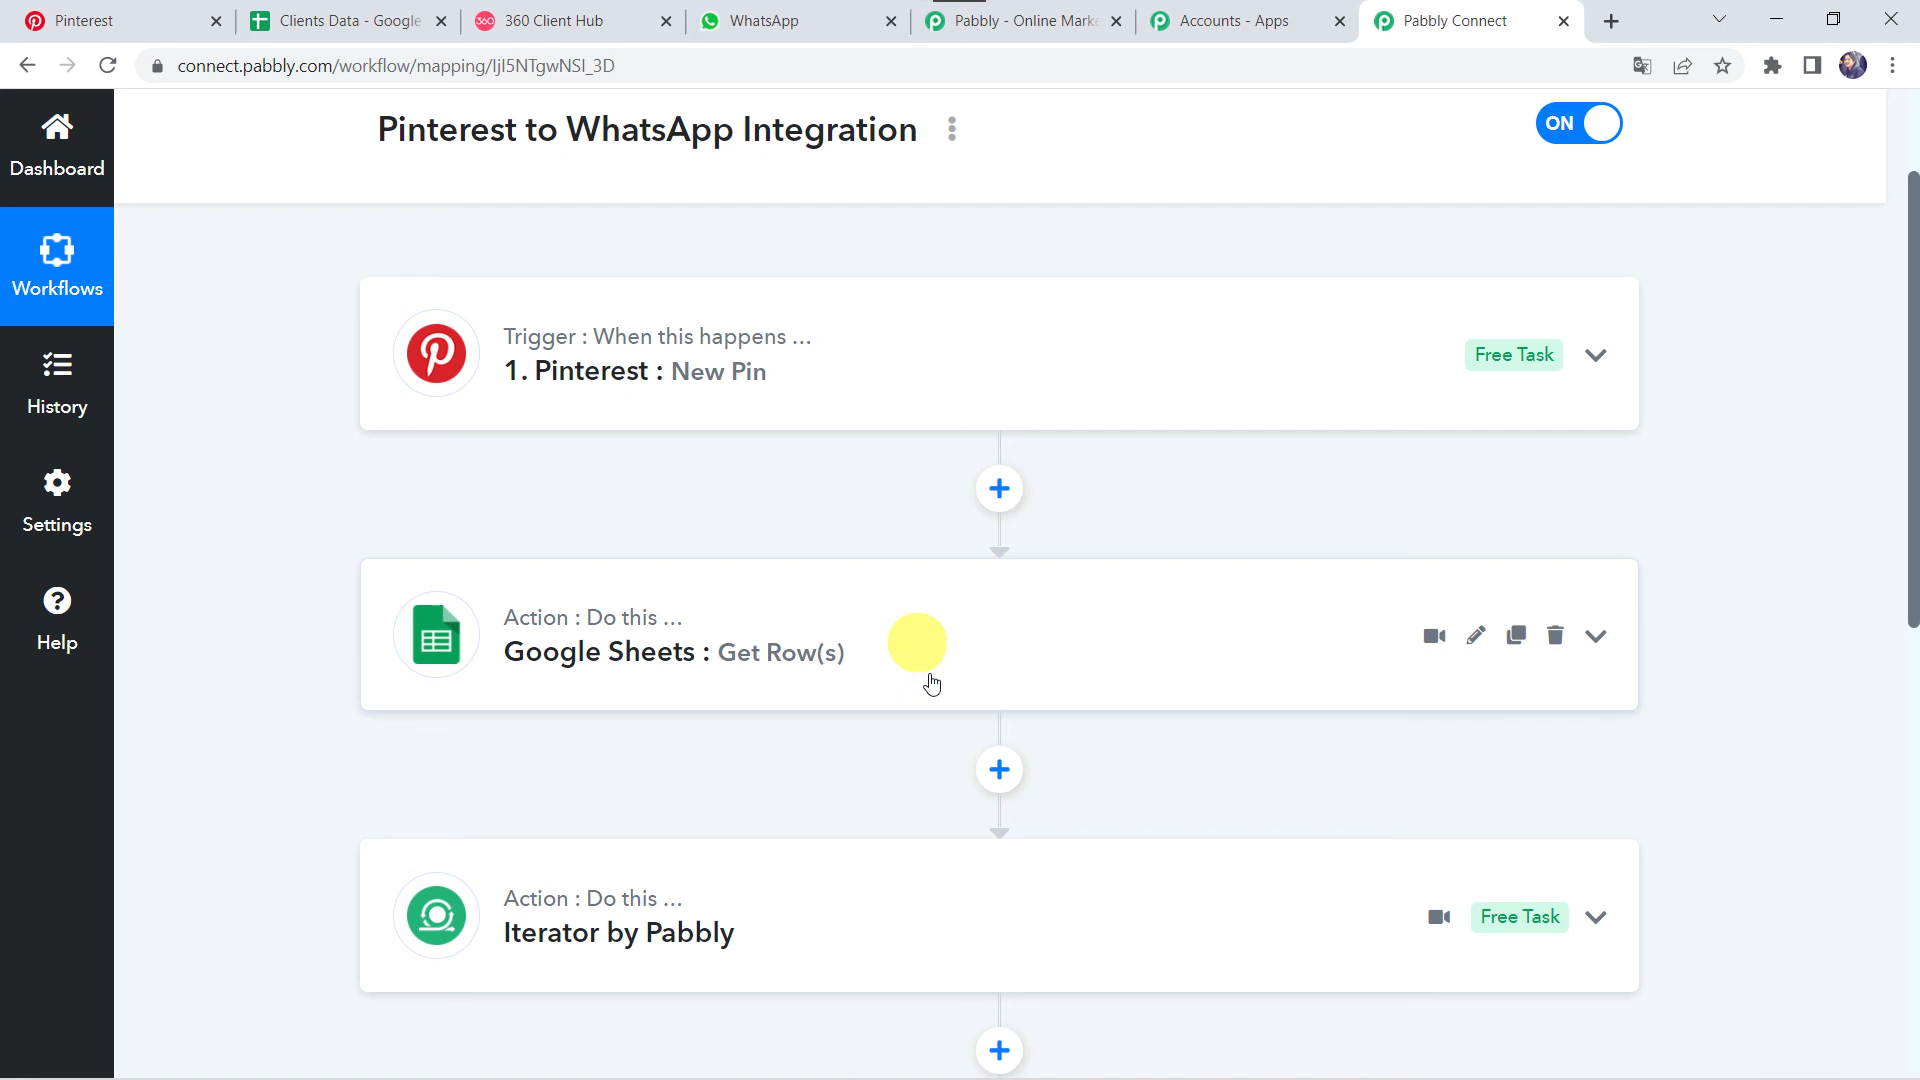 Pinterest
Clients Data - Google
360 Client Hub
WhatsApp
Pabbly - Online Marke
Accounts - Apps
Pabbly Connect
connect.pabbly.com/workflow/mapping/IjI5NTgwNSI_3D
Dashboard
Workflows
History
Settings
Help
Pinterest to WhatsApp Integration
ON
Trigger : When this happens ...
1. Pinterest : New Pin
Free Task
Action : Do this ...
Google Sheets : Get Row(s)
Action : Do this ...
Iterator by Pabbly
Free Task